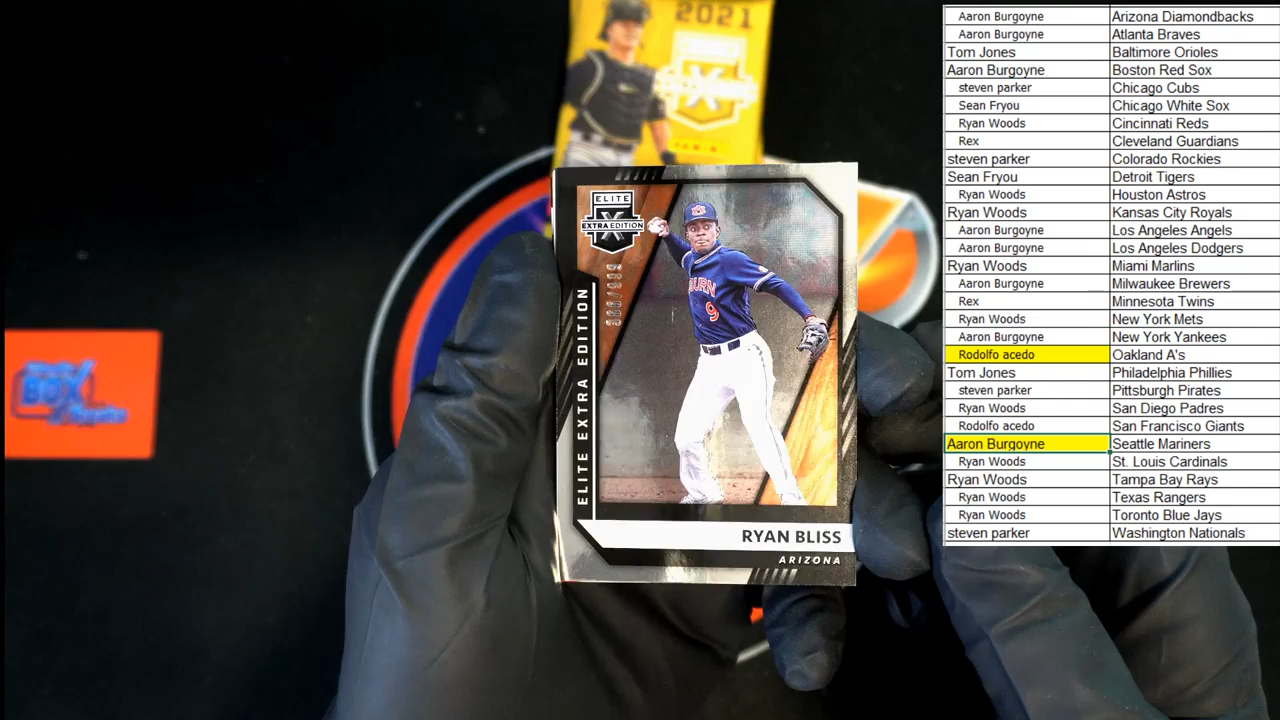 2021
ELITE
X
EXTRA EDITION
ELITE EXTRA EDITION
BURN
9
RYAN BLISS
ARIZONA
BOX
Aaron Burgoyne Arizona Diamondbacks
Aaron Burgoyne Atlanta Braves
Tom Jones Baltimore Orioles
Aaron Burgoyne Boston Red Sox
steven parker Chicago Cubs
Sean Fryou Chicago White Sox
Ryan Woods Cincinnati Reds
Rex Cleveland Guardians
steven parker Colorado Rockies
Sean Fryou Detroit Tigers
Ryan Woods Houston Astros
Ryan Woods Kansas City Royals
Aaron Burgoyne Los Angeles Angels
Aaron Burgoyne Los Angeles Dodgers
Ryan Woods Miami Marlins
Aaron Burgoyne Milwaukee Brewers
Rex Minnesota Twins
Ryan Woods New York Mets
Aaron Burgoyne New York Yankees
Rodolfo acedo Oakland A's
Tom Jones Philadelphia Phillies
steven parker Pittsburgh Pirates
Ryan Woods San Diego Padres
Rodolfo acedo San Francisco Giants
Aaron Burgoyne Seattle Mariners
Ryan Woods St. Louis Cardinals
Ryan Woods Tampa Bay Rays
Ryan Woods Texas Rangers
Ryan Woods Toronto Blue Jays
steven parker Washington Nationals